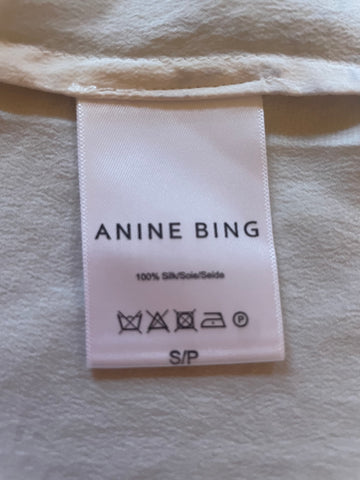 ANINE BING
100% Silk/Soie/Seide
P
S/P